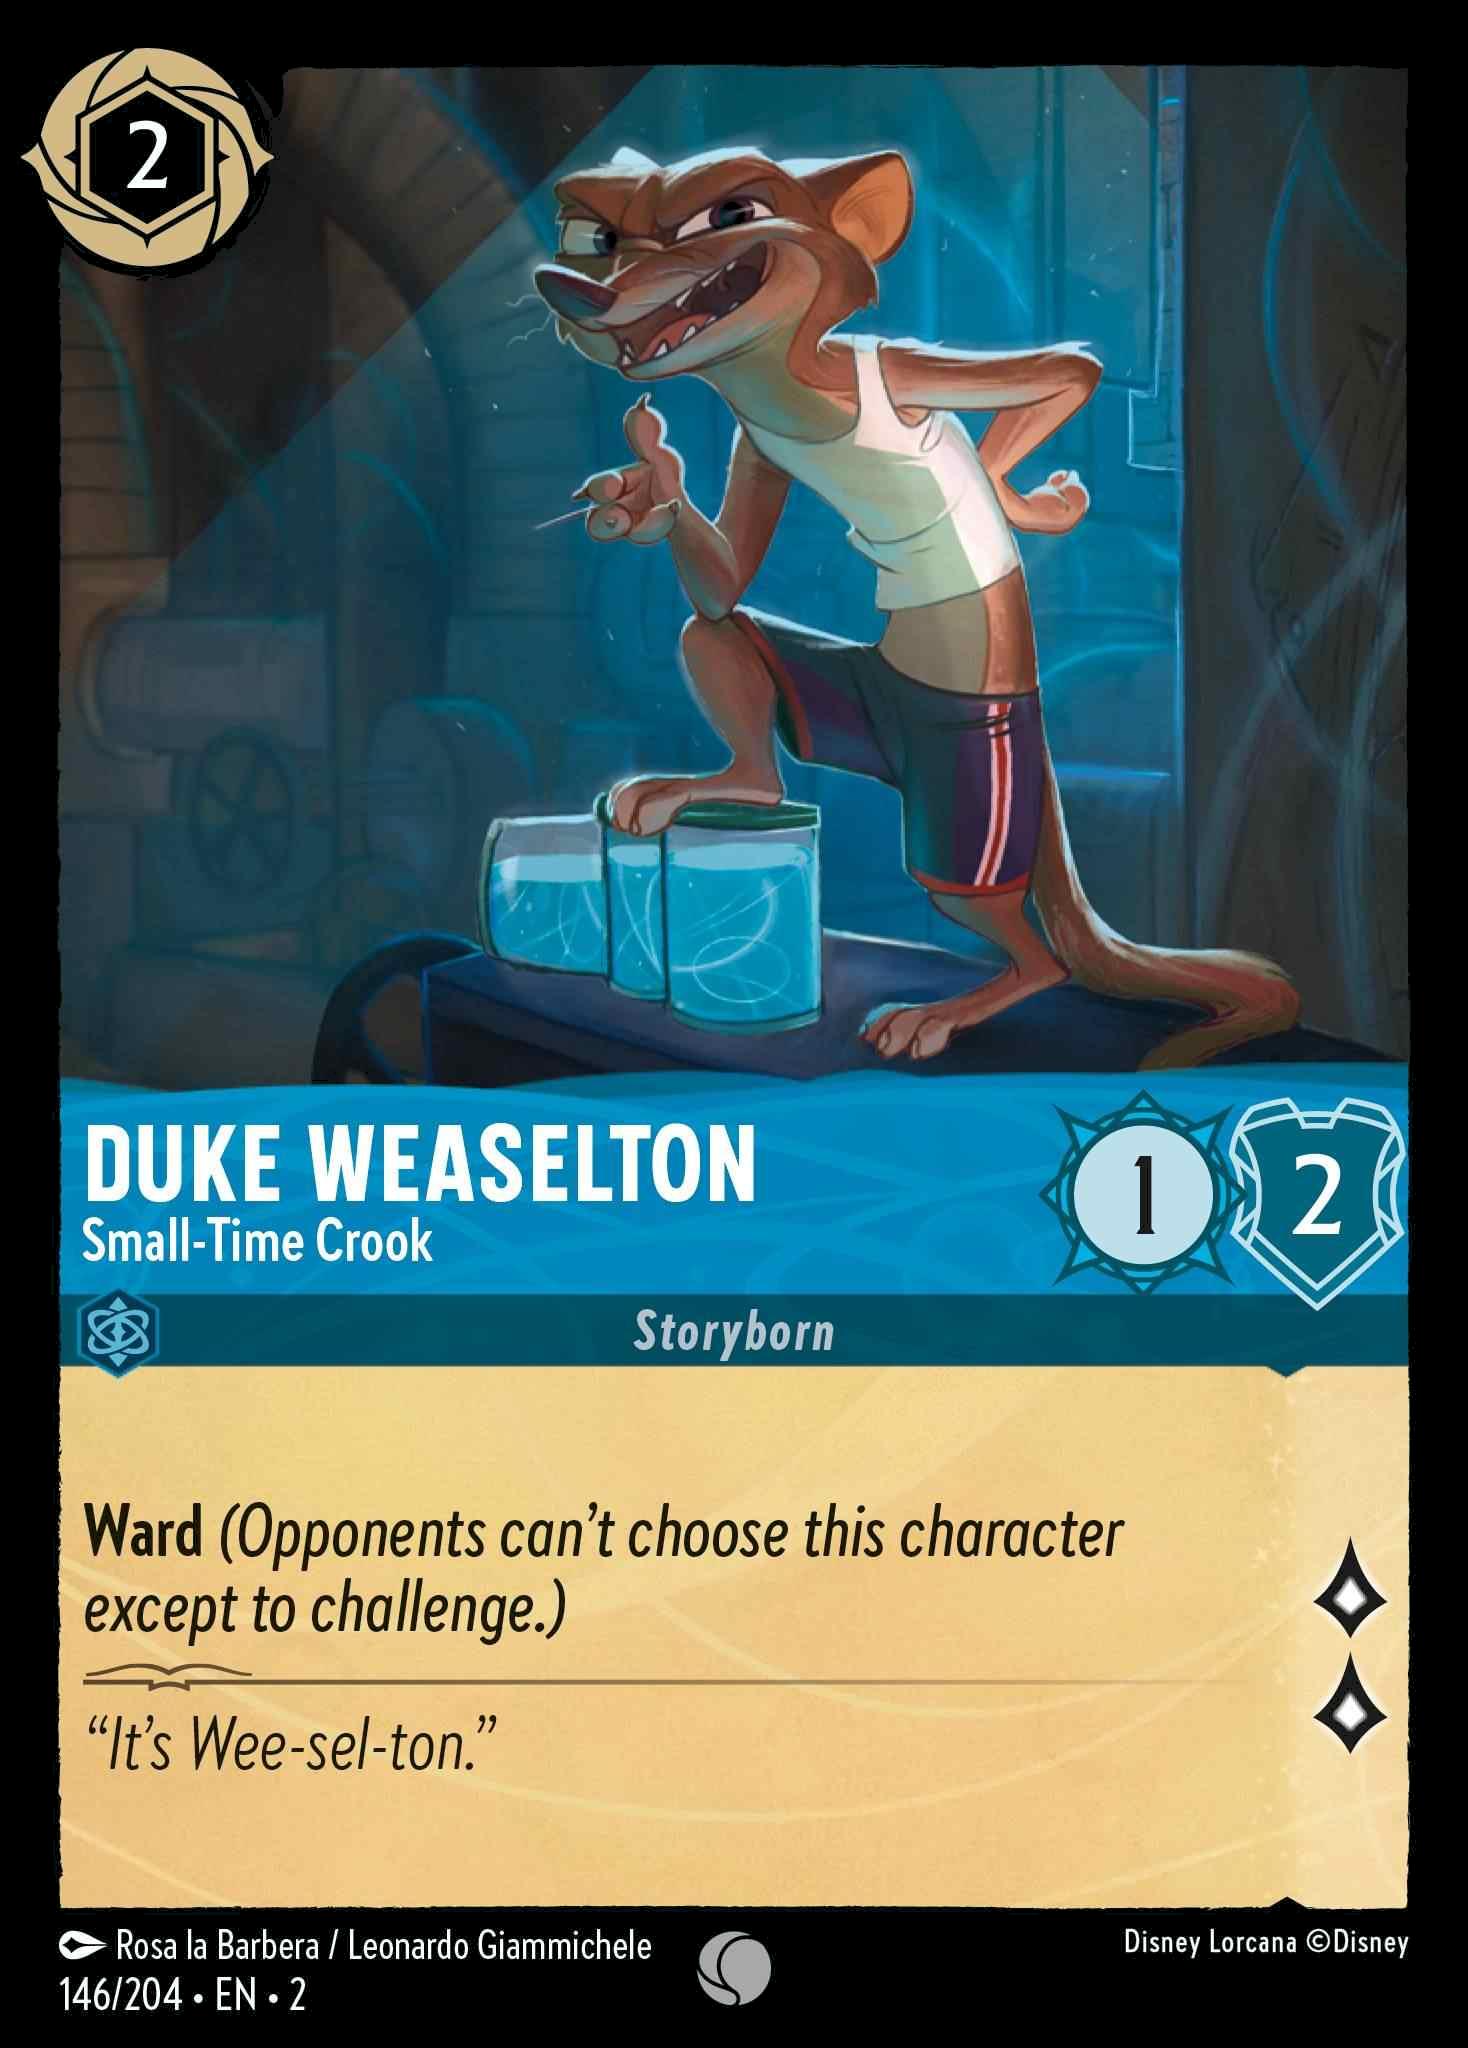 2
DUKE WEASELTON
Small-Time Crook
1
2
Storyborn
Ward (Opponents can’t choose this character
except to challenge.)
“It’s Wee-sel-ton.”
Rosa la Barbera / Leonardo Giammichele
Disney Lorcana ©Disney
146/204 • EN • 2